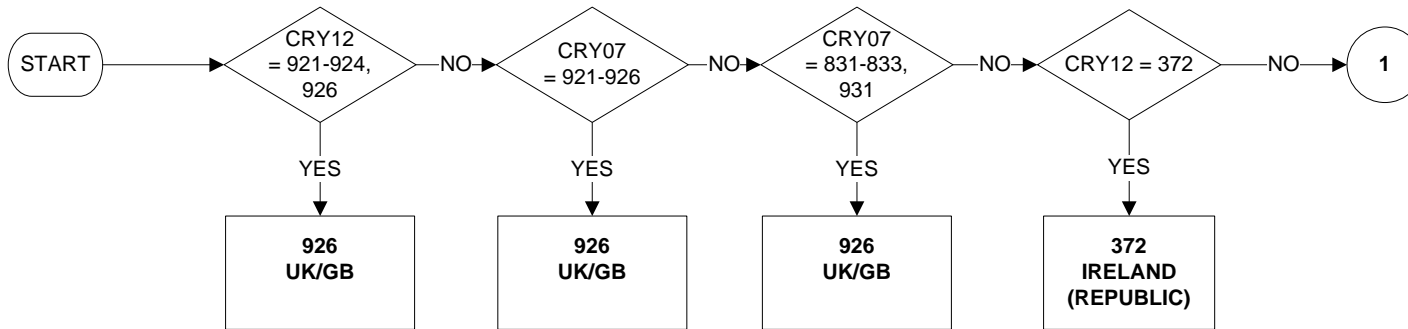 START
CRY12
= 921-924,
926
NO
CRY07
= 921-926
NO
CRY07
= 831-833,
931
NO
CRY12 = 372
NO
1
YES
YES
YES
YES
926
UK/GB
926
UK/GB
926
UK/GB
372
IRELAND
(REPUBLIC)